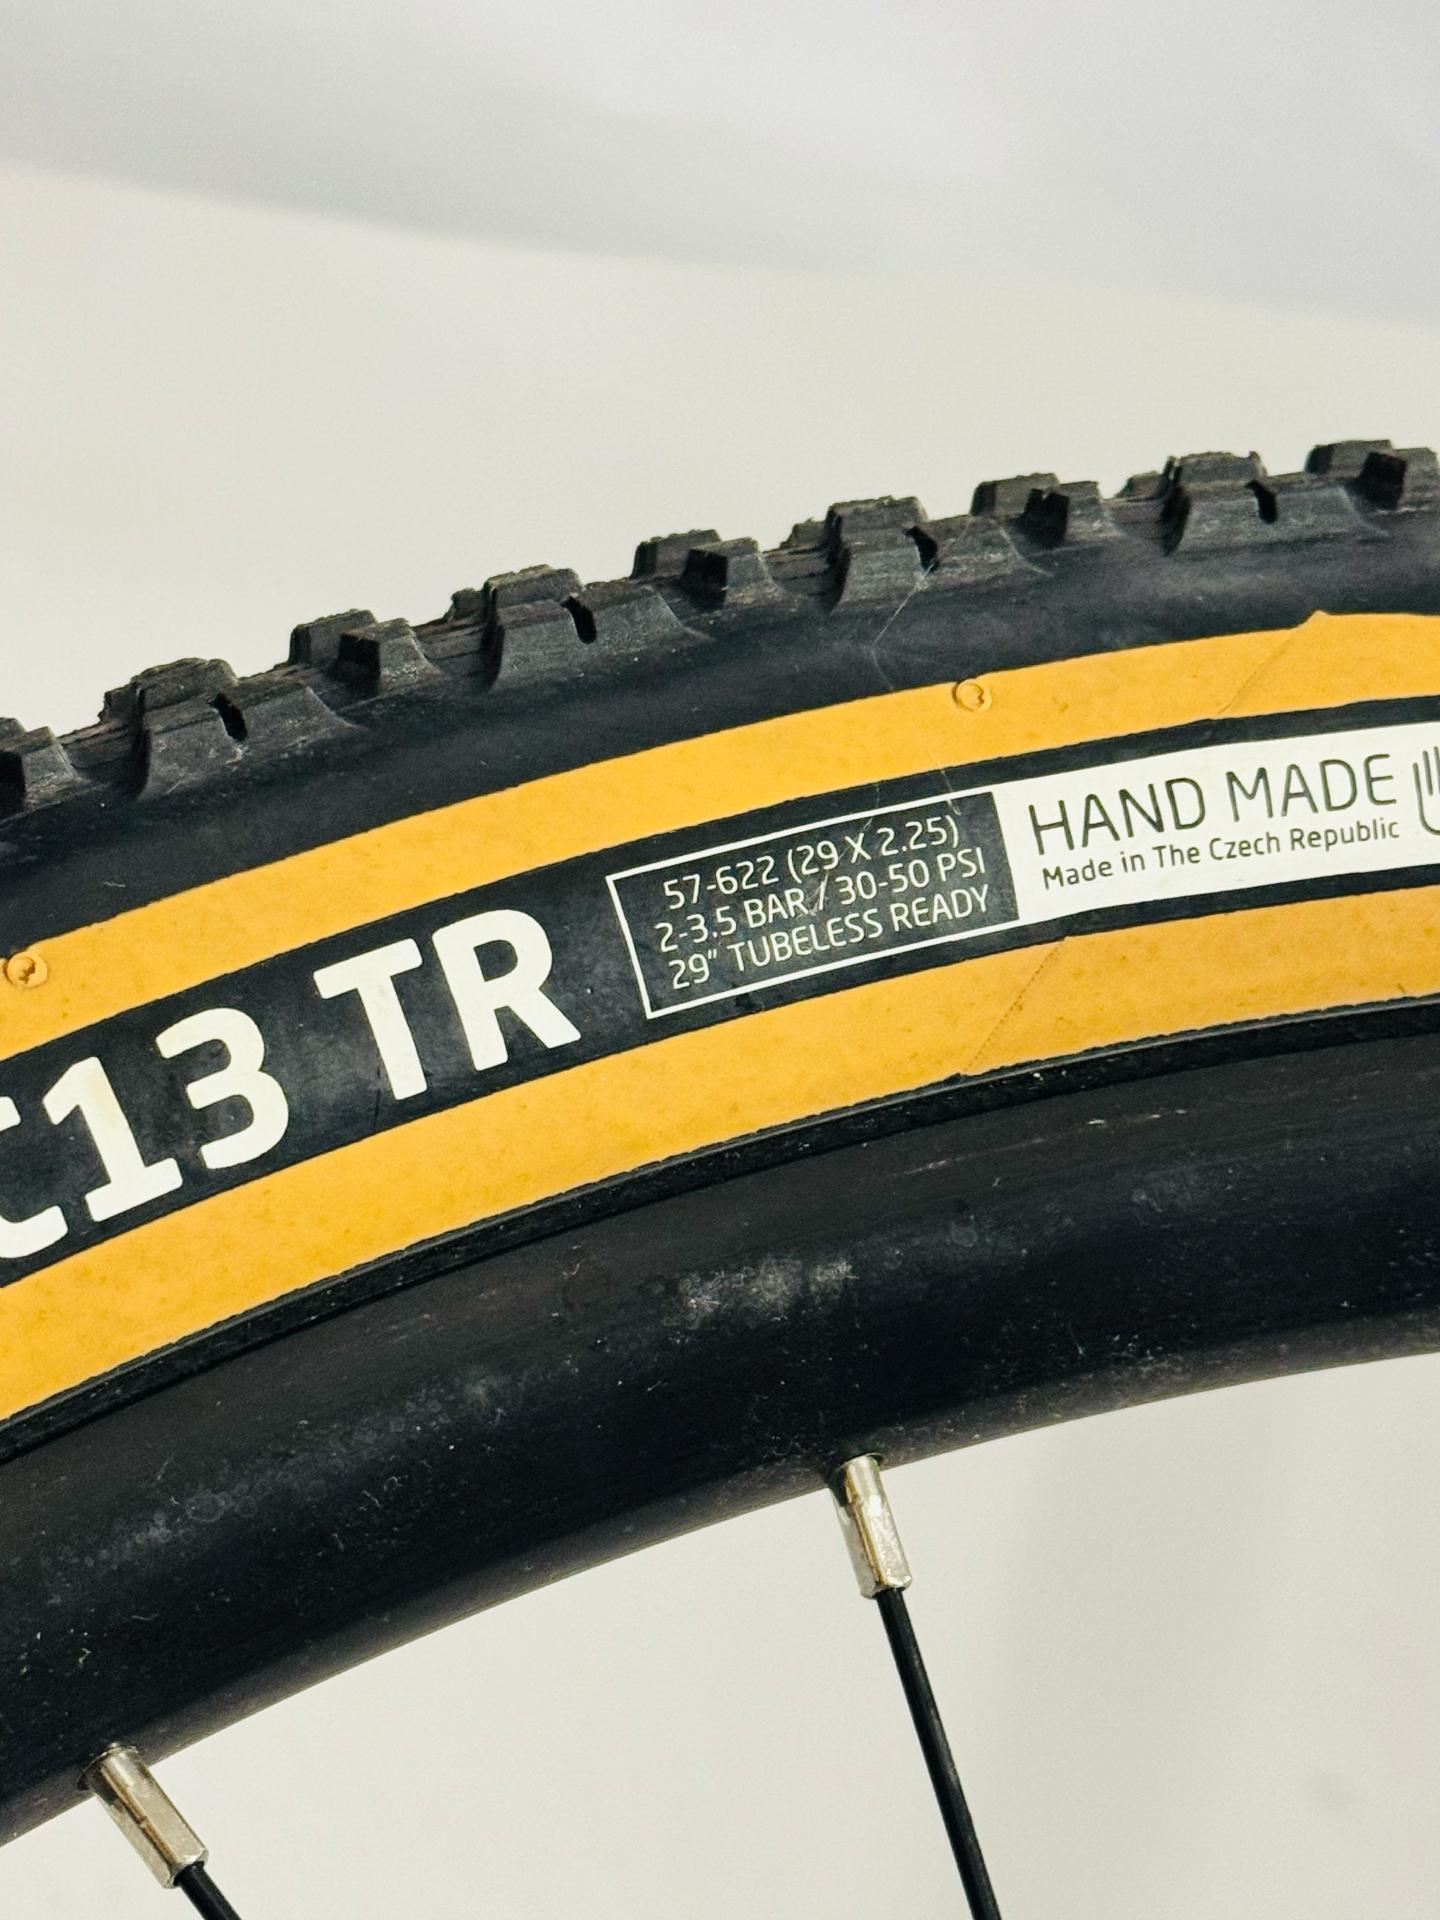 13 TR
57-622 (29 X 2.25)
2-3.5 BAR / 30-50 PSI
29" TUBELESS READY
HAND MADE
Made in The Czech Republic